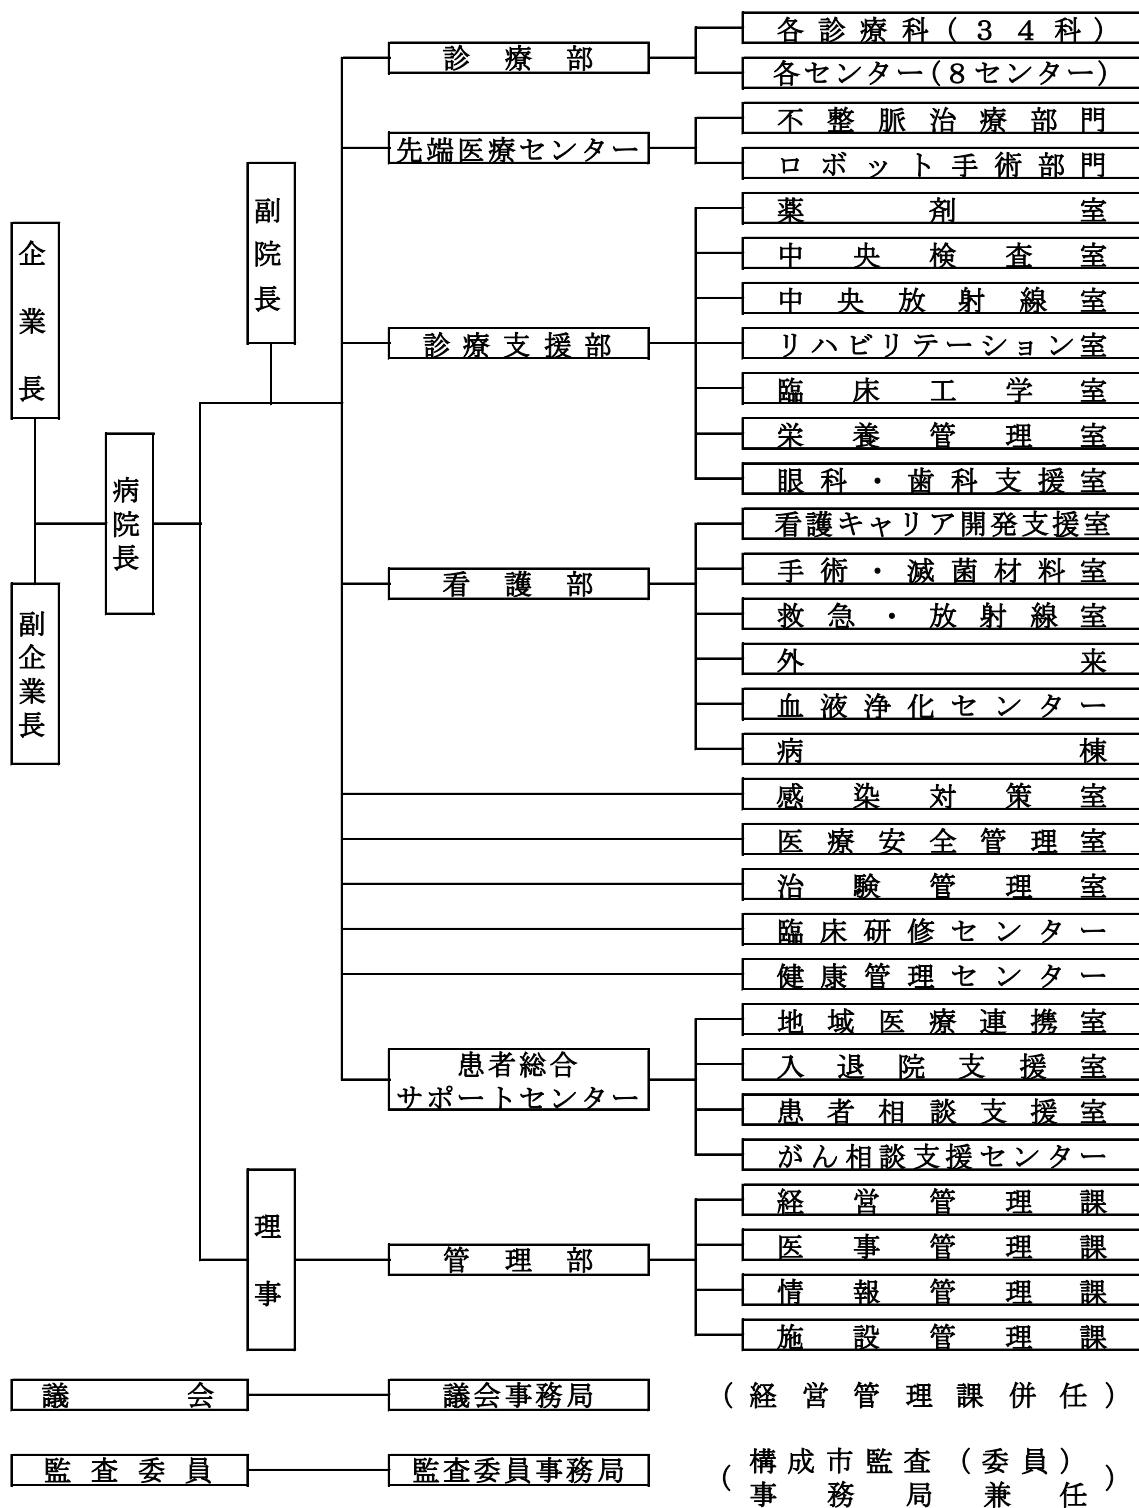 企業長
副企業長
病院長
副院長
診療部
各診療科(34科)
各センター(8センター)
先端医療センター
不整脈治療部門
ロボット手術部門
診療支援部
薬剤室
中央検査室
中央放射線室
リハビリテーション室
臨床工学室
栄養管理室
眼科・歯科支援室
看護部
看護キャリア開発支援室
手術・滅菌材料室
救急・放射線室
外来
血液浄化センター
病棟
感染対策室
医療安全管理室
治験管理室
臨床研修センター
健康管理センター
患者総合
サポートセンター
地域医療連携室
入退院支援室
患者相談支援室
がん相談支援センター
理事
管理部
経営管理課
医事管理課
情報管理課
施設管理課
議会
議会事務局
(経営管理課併任)
監査委員
監査委員事務局
(構成市監査(委員)
事務局兼任)